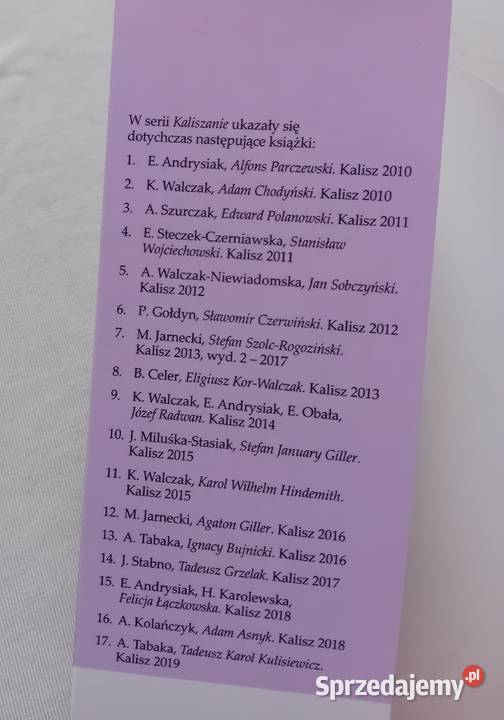 W serii Kaliszanie ukazały się
dotychczas następujące książki:
1. E. Andrysiak, Alfons Parczewski. Kalisz 2010
2. K. Walczak, Adam Chodyński. Kalisz 2010
3. A. Szurczak, Edward Polanowski. Kalisz 2011
4. E. Steczek-Czerniawska, Stanisław
Wojciechowski. Kalisz 2011
5. A. Walczak-Niewiadomska, Jan Sobczyński.
Kalisz 2012
6. P. Gołdyn, Sławomir Czerwiński. Kalisz 2012
7. M. Jarnecki, Stefan Szolc-Rogoziński.
Kalisz 2013, wyd. 2 – 2017
8. B. Celer, Eligiusz Kor-Walczak. Kalisz 2013
9. K. Walczak, E. Andrysiak, E. Obała,
Józef Radwan. Kalisz 2014
10. J. Miluśka-Stasiak, Stefan January Giller.
Kalisz 2015
11. K. Walczak, Karol Wilhelm Hindemith.
Kalisz 2015
12. M. Jarnecki, Agaton Giller. Kalisz 2016
13. A. Tabaka, Ignacy Bujnicki. Kalisz 2016
14. J. Stabno, Tadeusz Grzelak. Kalisz 2017
15. E. Andrysiak, H. Karolewska,
Felicja Łączkowska. Kalisz 2018
16. A. Kolańczyk, Adam Asnyk. Kalisz 2018
17. A. Tabaka, Tadeusz Karol Kulisiewicz.
Kalisz 2019
Sprzedajemy.pl